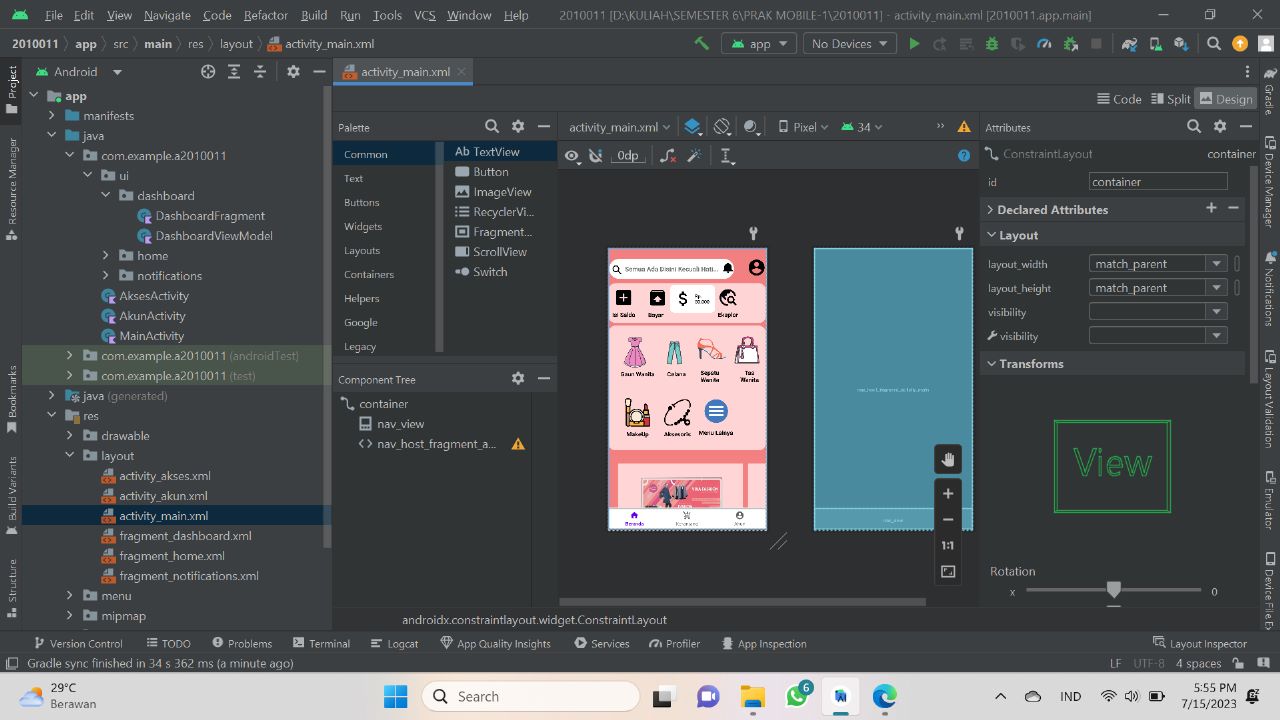 File Edit View Navigate Code Refactor Build Run Tools VCS Window Help 2010011 [D:\KULIAH\SEMESTER 6\PRAK MOBILE-1\2010011] - activity_main.xml [2010011.app.main]
2010011 app src main res layout activity_main.xml app No Devices
Project
Resource Manager
Bookmarks
Build Variants
Structure
Android
app
manifests
java
com.example.a2010011
ui
dashboard
DashboardFragment
DashboardViewModel
home
notifications
AksesActivity
AkunActivity
MainActivity
com.example.a2010011 (androidTest)
com.example.a2010011 (test)
java (generated)
res
drawable
layout
activity_akses.xml
activity_akun.xml
activity_main.xml
fragment_dashboard.xml
fragment_home.xml
fragment_notifications.xml
menu
mipmap
activity_main.xml
Code Split Design
Palette
Common
Text
Buttons
Widgets
Layouts
Containers
Helpers
Google
Legacy
Ab TextView
Button
ImageView
RecyclerVi...
Fragment...
ScrollView
Switch
Component Tree
container
nav_view
nav_host_fragment_a...
activity_main.xml Pixel 34
0dp
Semua Ada Disini Kecuali Hati...
Isi Saldo Bayar Rp 50.000 Eksplor
Gaun Wanita Celana Sepatu Wanita Tas Wanita
MakeUp Aksesoris Menu Lainya
Beranda Keranjang Akun
nav_host_fragment_activity_main
nav_view
1:1
androidx.constraintlayout.widget.ConstraintLayout
Attributes
ConstraintLayout container
id container
Declared Attributes
Layout
layout_width match_parent
layout_height match_parent
visibility
visibility
Transforms
View
Rotation
x 0
Gradle
Device Manager
Notifications
Layout Validation
Emulator
Device File Ex
Version Control TODO Problems Terminal Logcat App Quality Insights Services Profiler App Inspection Layout Inspector
Gradle sync finished in 34 s 362 ms (a minute ago) LF UTF-8 4 spaces
29°C
Berawan
Search
6
IND
5:55 PM
7/15/2023